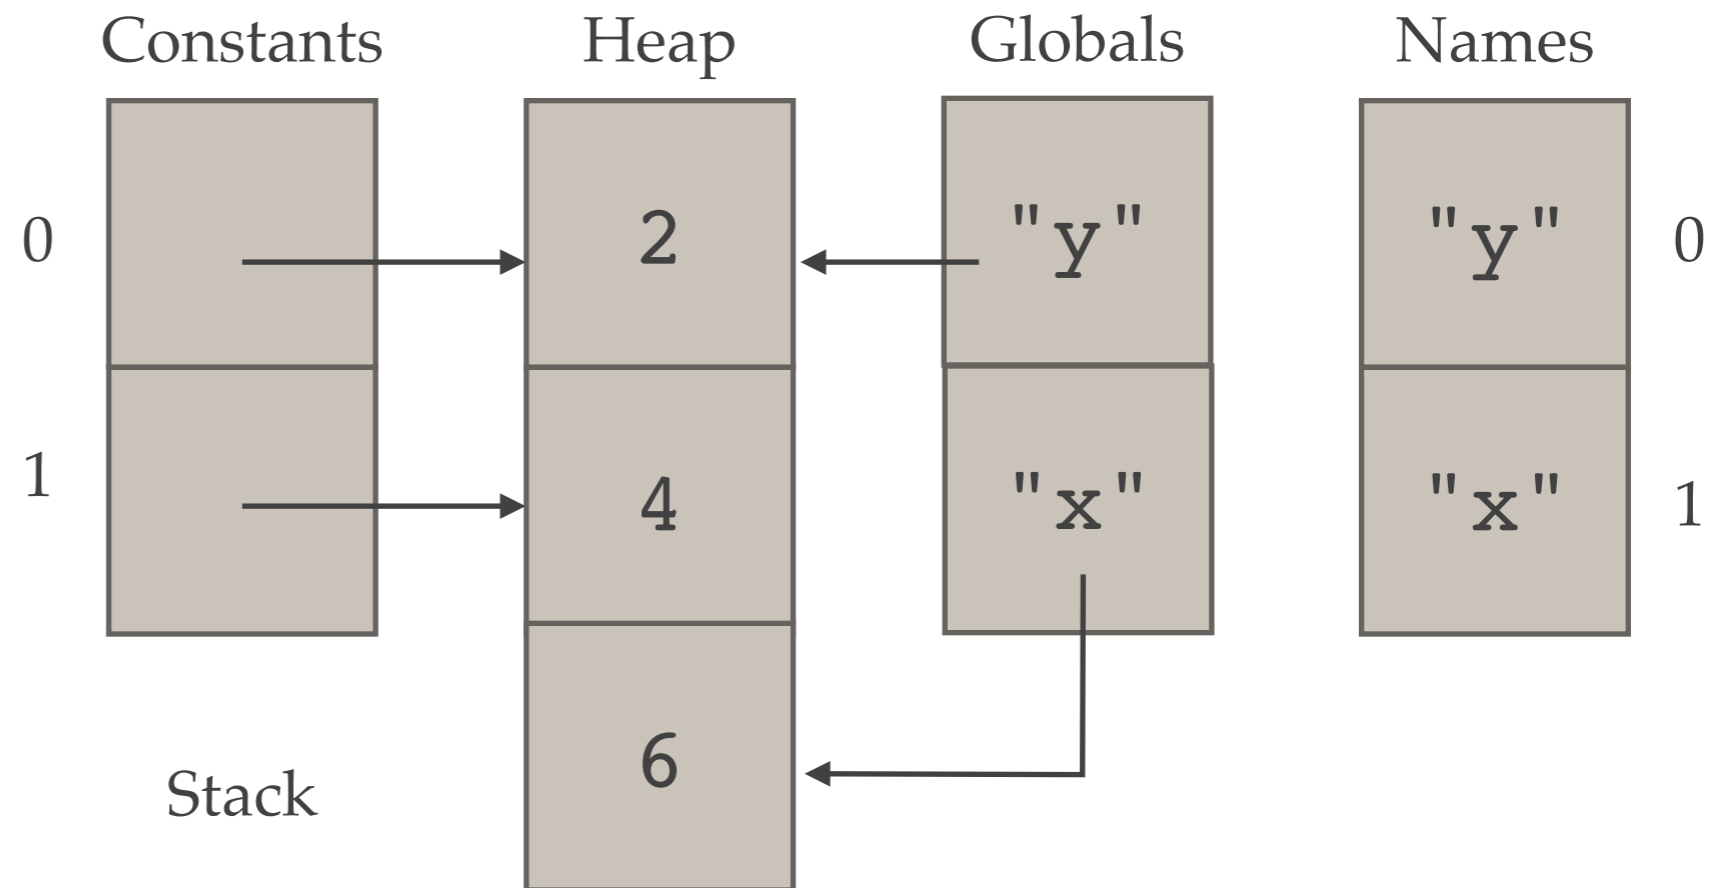 Constants Heap Globals Names
0 2 "y" "y" 0
1 4 "x" "x" 1
Stack 6